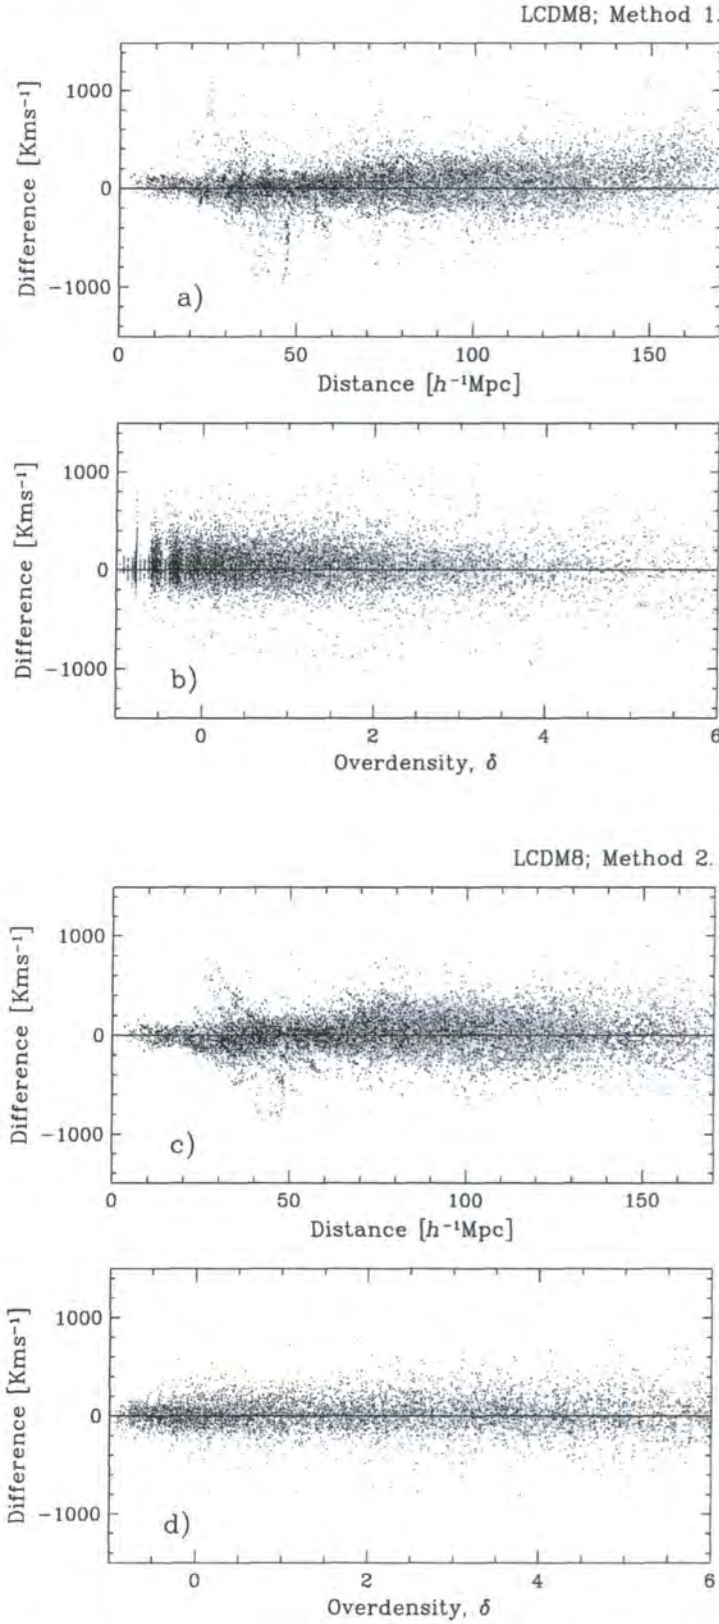 LCDM8; Method 1.
Difference [Kms⁻¹]
1000
0
−1000
a)
0 50 100 150
Distance [h⁻¹Mpc]
Difference [Kms⁻¹]
1000
0
−1000
b)
0 2 4 6
Overdensity, δ
LCDM8; Method 2.
Difference [Kms⁻¹]
1000
0
−1000
c)
0 50 100 150
Distance [h⁻¹Mpc]
Difference [Kms⁻¹]
1000
0
−1000
d)
0 2 4 6
Overdensity, δ